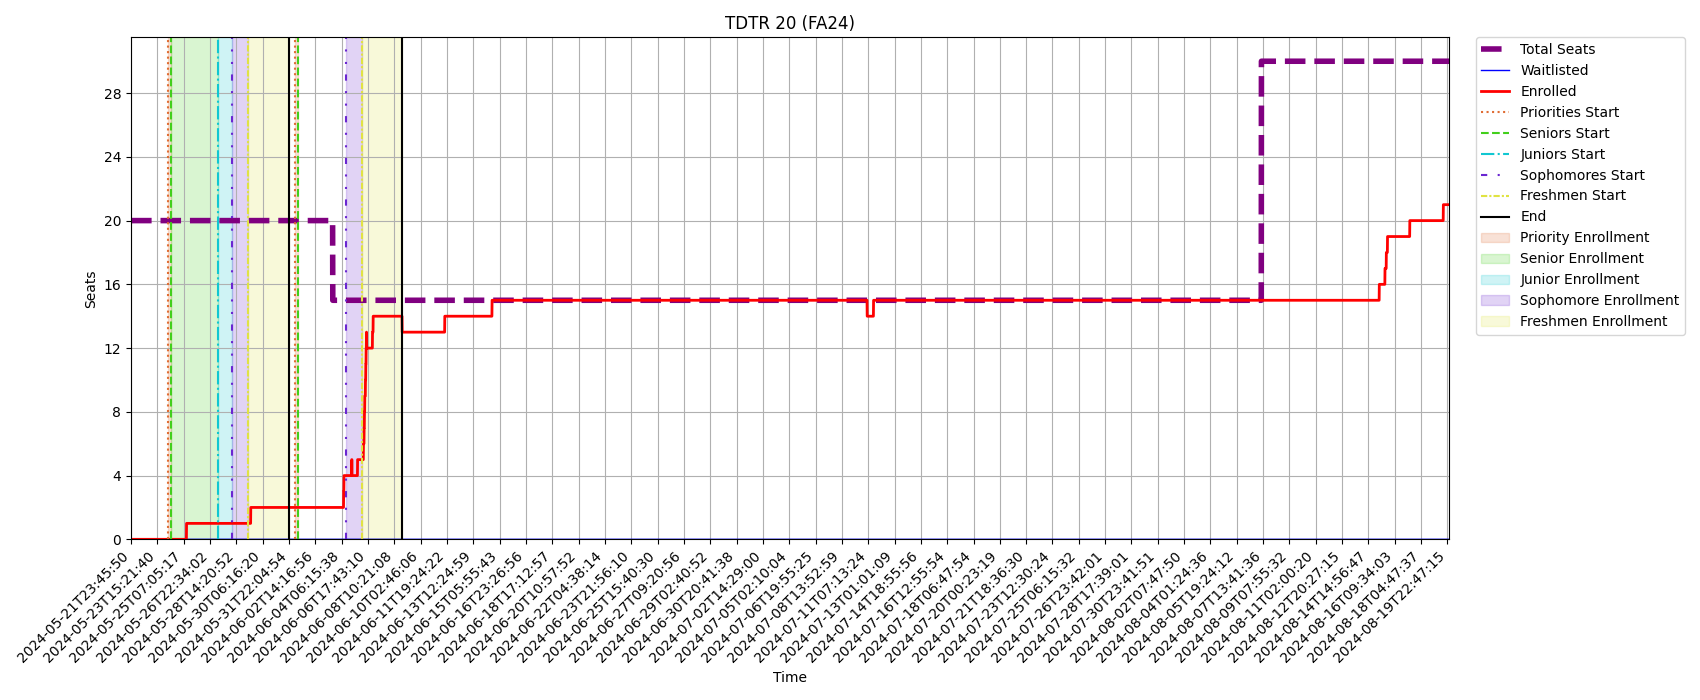 TDTR 20 (FA24)
Seats
28
24
20
16
12
8
4
0
2024-05-21T23:45:50
2024-05-23T15:21:40
2024-05-25T07:05:17
2024-05-26T22:34:02
2024-05-28T14:20:52
2024-05-30T06:16:20
2024-05-31T22:04:54
2024-06-02T14:16:56
2024-06-04T06:15:38
2024-06-06T17:43:10
2024-06-08T10:21:08
2024-06-10T02:46:06
2024-06-11T19:24:22
2024-06-13T12:24:59
2024-06-15T05:55:43
2024-06-16T23:26:56
2024-06-18T17:12:57
2024-06-20T10:57:52
2024-06-22T04:38:14
2024-06-23T21:56:10
2024-06-25T15:40:30
2024-06-27T09:20:56
2024-06-29T02:40:52
2024-06-30T20:41:38
2024-07-02T14:29:00
2024-07-05T02:10:04
2024-07-06T19:55:25
2024-07-08T13:52:59
2024-07-11T07:13:24
2024-07-13T01:01:09
2024-07-14T18:55:56
2024-07-16T12:55:54
2024-07-18T06:47:54
2024-07-20T00:23:19
2024-07-21T18:36:30
2024-07-23T12:30:24
2024-07-25T06:15:32
2024-07-26T23:42:01
2024-07-28T17:39:01
2024-07-30T23:41:51
2024-08-02T07:47:50
2024-08-04T01:24:36
2024-08-05T19:24:12
2024-08-07T13:41:36
2024-08-09T07:55:32
2024-08-11T02:00:20
2024-08-12T20:27:15
2024-08-14T14:56:47
2024-08-16T09:34:03
2024-08-18T04:47:37
2024-08-19T22:47:15
Time
Total Seats
Waitlisted
Enrolled
Priorities Start
Seniors Start
Juniors Start
Sophomores Start
Freshmen Start
End
Priority Enrollment
Senior Enrollment
Junior Enrollment
Sophomore Enrollment
Freshmen Enrollment